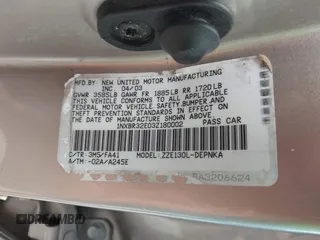 MFD. BY: NEW UNITED MOTOR MANUFACTURING
INC 04/03
GVWR 3585LB GAWR FR 1885LB RR 1720LB
THIS VEHICLE CONFORMS TO ALL APPLICABLE
FEDERAL MOTOR VEHICLE SAFETY, BUMPER, AND
THEFT PREVENTION STANDARDS IN EFFECT ON THE
DATE OF MANUFACTURE SHOWN ABOVE.
1NXBR32E03Z180002 PASS CAR
C/TR:3M5/FA41 MODEL:ZZE130L-DEPNKA
A/TM:-02A/A245E
863206624
DREAMBID